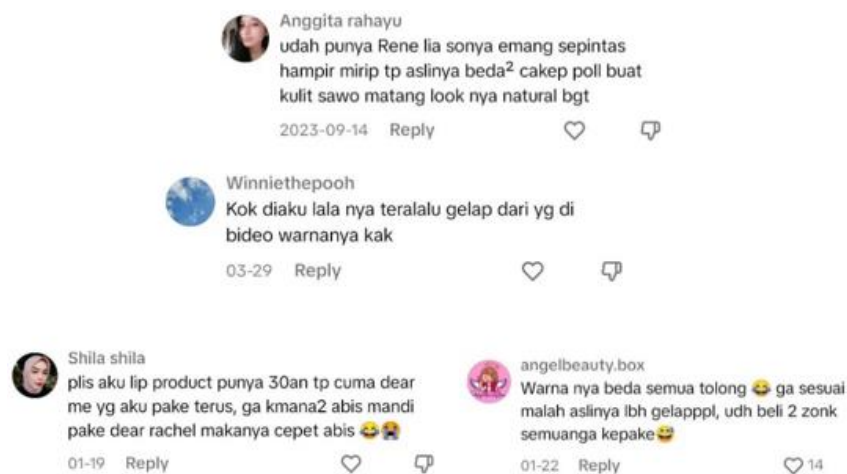 Anggita rahayu
udah punya Rene lia sonya emang sepintas
hampir mirip tp aslinya beda² cakep poll buat
kulit sawo matang look nya natural bgt
2023-09-14 Reply
Winniethepooh
Kok diaku lala nya teralalu gelap dari yg di
bideo warnanya kak
03-29 Reply
Shila shila
plis aku lip product punya 30an tp cuma dear
me yg aku pake terus, ga kmana2 abis mandi
pake dear rachel makanya cepet abis 😂😭
01-19 Reply
angelbeauty.box
Warna nya beda semua tolong 😂 ga sesuai
malah aslinya lbh gelapppl, udh beli 2 zonk
semuanga kepake😅
01-22 Reply 14